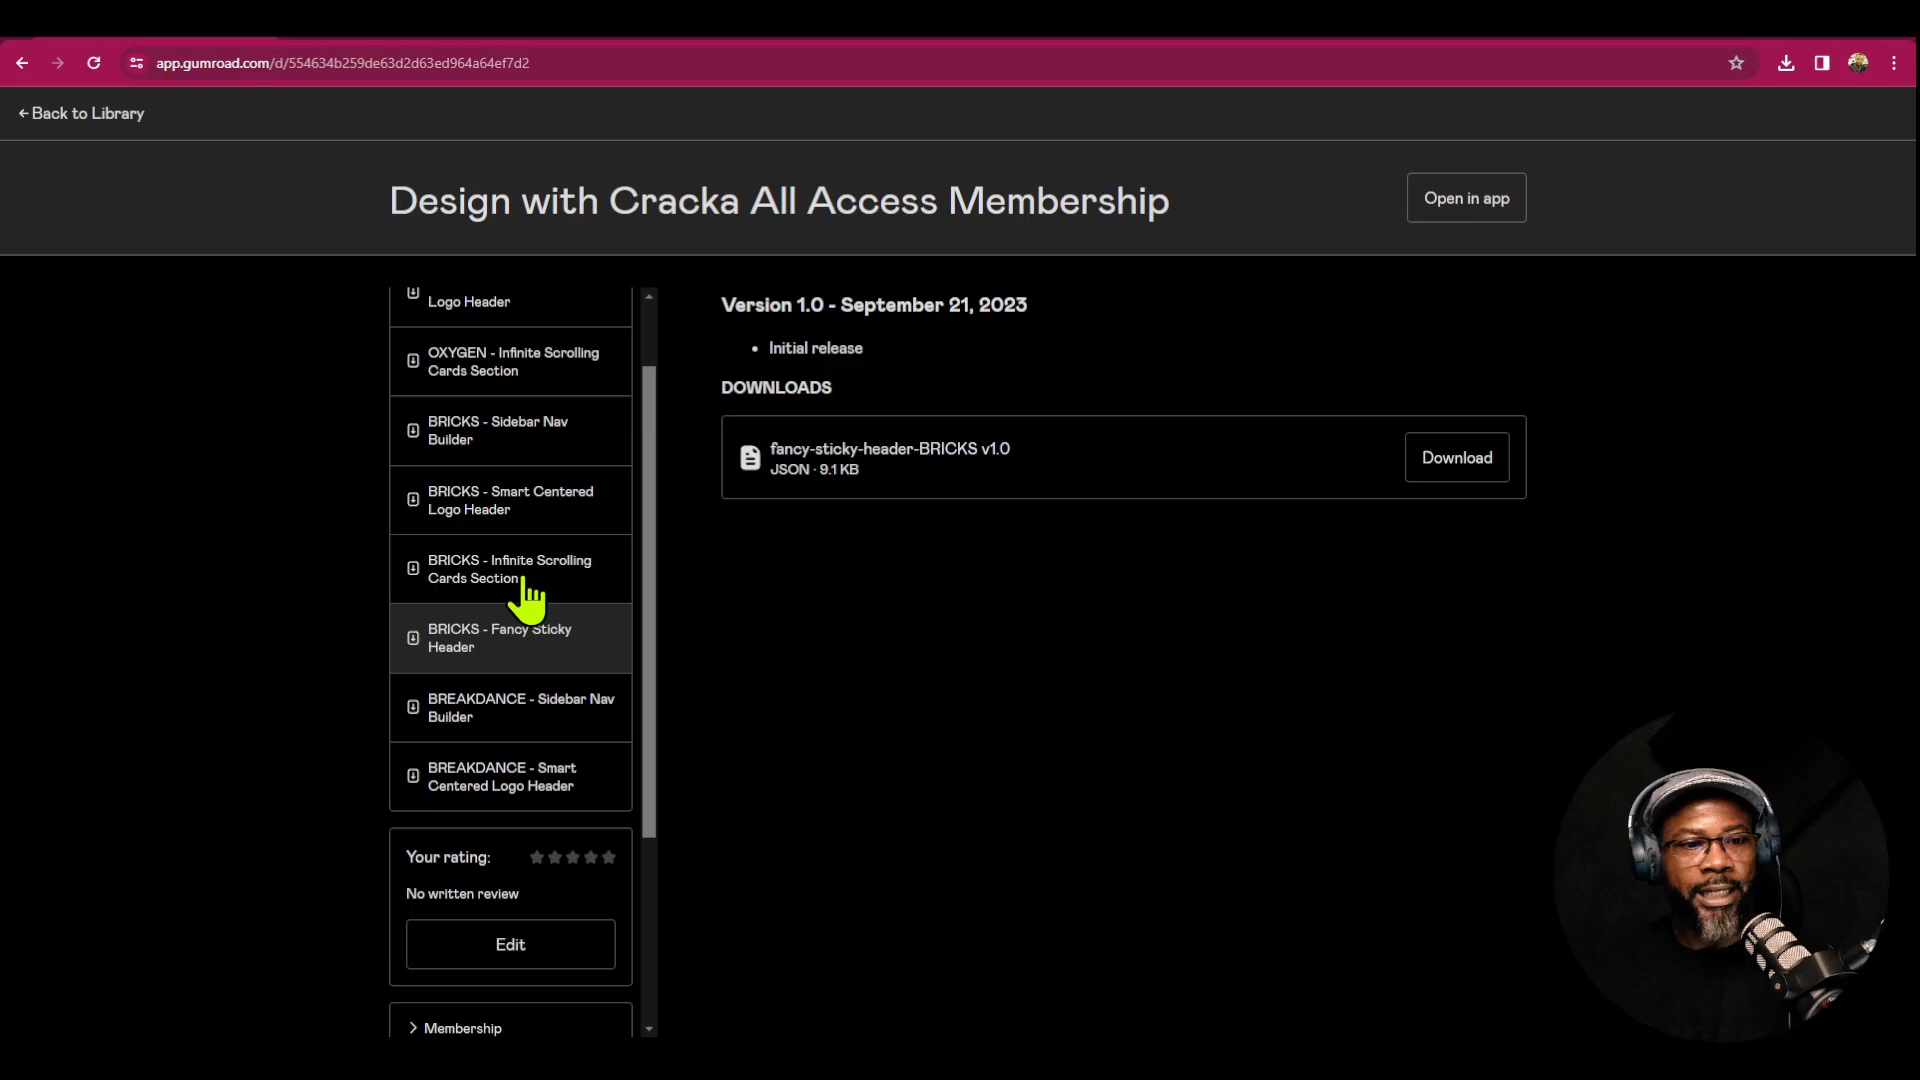 app.gumroad.com/d/554634b259de63d2d63ed964a64ef7d2
Back to Library
Design with Cracka All Access Membership
Open in app
Logo Header
OXYGEN - Infinite Scrolling
Cards Section
BRICKS - Sidebar Nav
Builder
BRICKS - Smart Centered
Logo Header
BRICKS - Infinite Scrolling
Cards Section
BRICKS - Fancy Sticky
Header
BREAKDANCE - Sidebar Nav
Builder
BREAKDANCE - Smart
Centered Logo Header
Your rating:
No written review
Edit
Membership
Version 1.0 - September 21, 2023
• Initial release
DOWNLOADS
fancy-sticky-header-BRICKS v1.0
JSON · 9.1 KB
Download